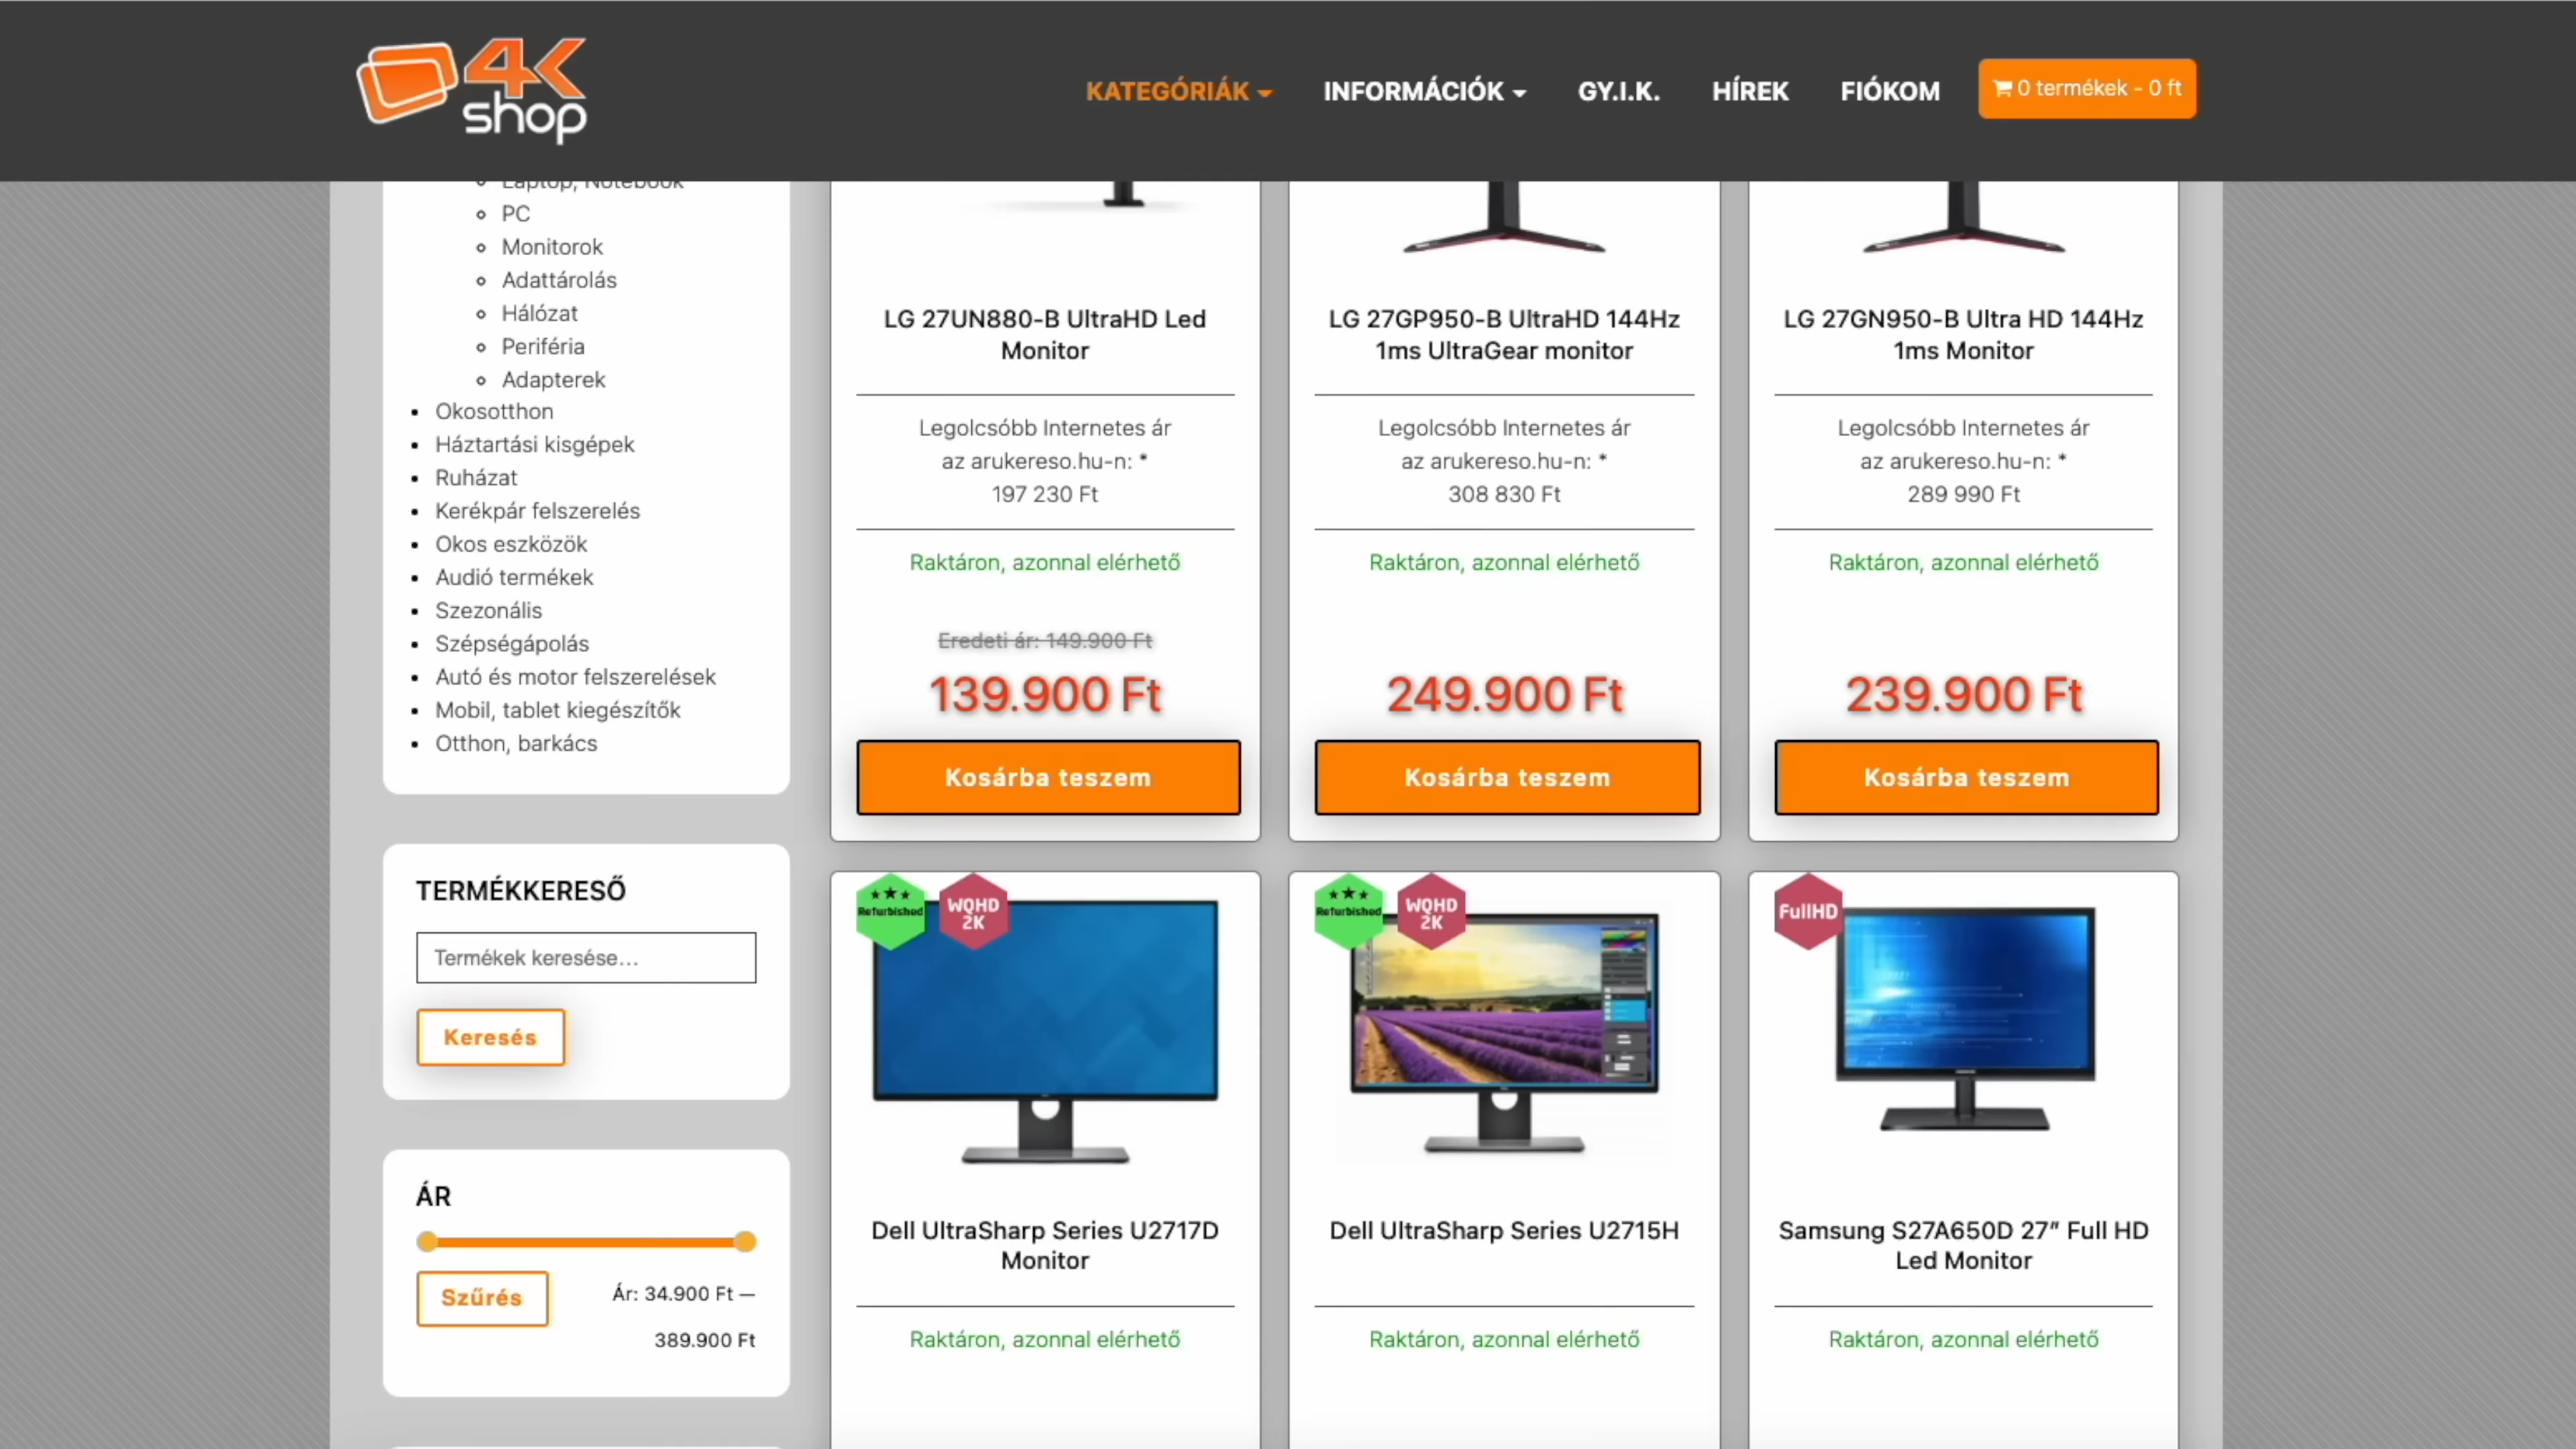 4K
shop
KATEGÓRIÁK
INFORMÁCIÓK
GY.I.K.
HÍREK
FIÓKOM
0 termékek - 0 ft
Laptop, Notebook
PC
Monitorok
Adattárolás
Hálózat
Periféria
Adapterek
Okosotthon
Háztartási kisgépek
Ruházat
Kerékpár felszerelés
Okos eszközök
Audió termékek
Szezonális
Szépségápolás
Autó és motor felszerelések
Mobil, tablet kiegészítők
Otthon, barkács
TERMÉKKERESŐ
Termékek keresése...
Keresés
ÁR
Szűrés
Ár: 34.900 Ft —
389.900 Ft
LG 27UN880-B UltraHD Led
Monitor
Legolcsóbb Internetes ár
az arukereso.hu-n: *
197 230 Ft
Raktáron, azonnal elérhető
Eredeti ár: 149.900 Ft
139.900 Ft
Kosárba teszem
LG 27GP950-B UltraHD 144Hz
1ms UltraGear monitor
Legolcsóbb Internetes ár
az arukereso.hu-n: *
308 830 Ft
Raktáron, azonnal elérhető
249.900 Ft
Kosárba teszem
LG 27GN950-B Ultra HD 144Hz
1ms Monitor
Legolcsóbb Internetes ár
az arukereso.hu-n: *
289 990 Ft
Raktáron, azonnal elérhető
239.900 Ft
Kosárba teszem
Refurbished
WQHD
2K
Dell UltraSharp Series U2717D
Monitor
Raktáron, azonnal elérhető
Refurbished
WQHD
2K
Dell UltraSharp Series U2715H
Raktáron, azonnal elérhető
FullHD
Samsung S27A650D 27″ Full HD
Led Monitor
Raktáron, azonnal elérhető